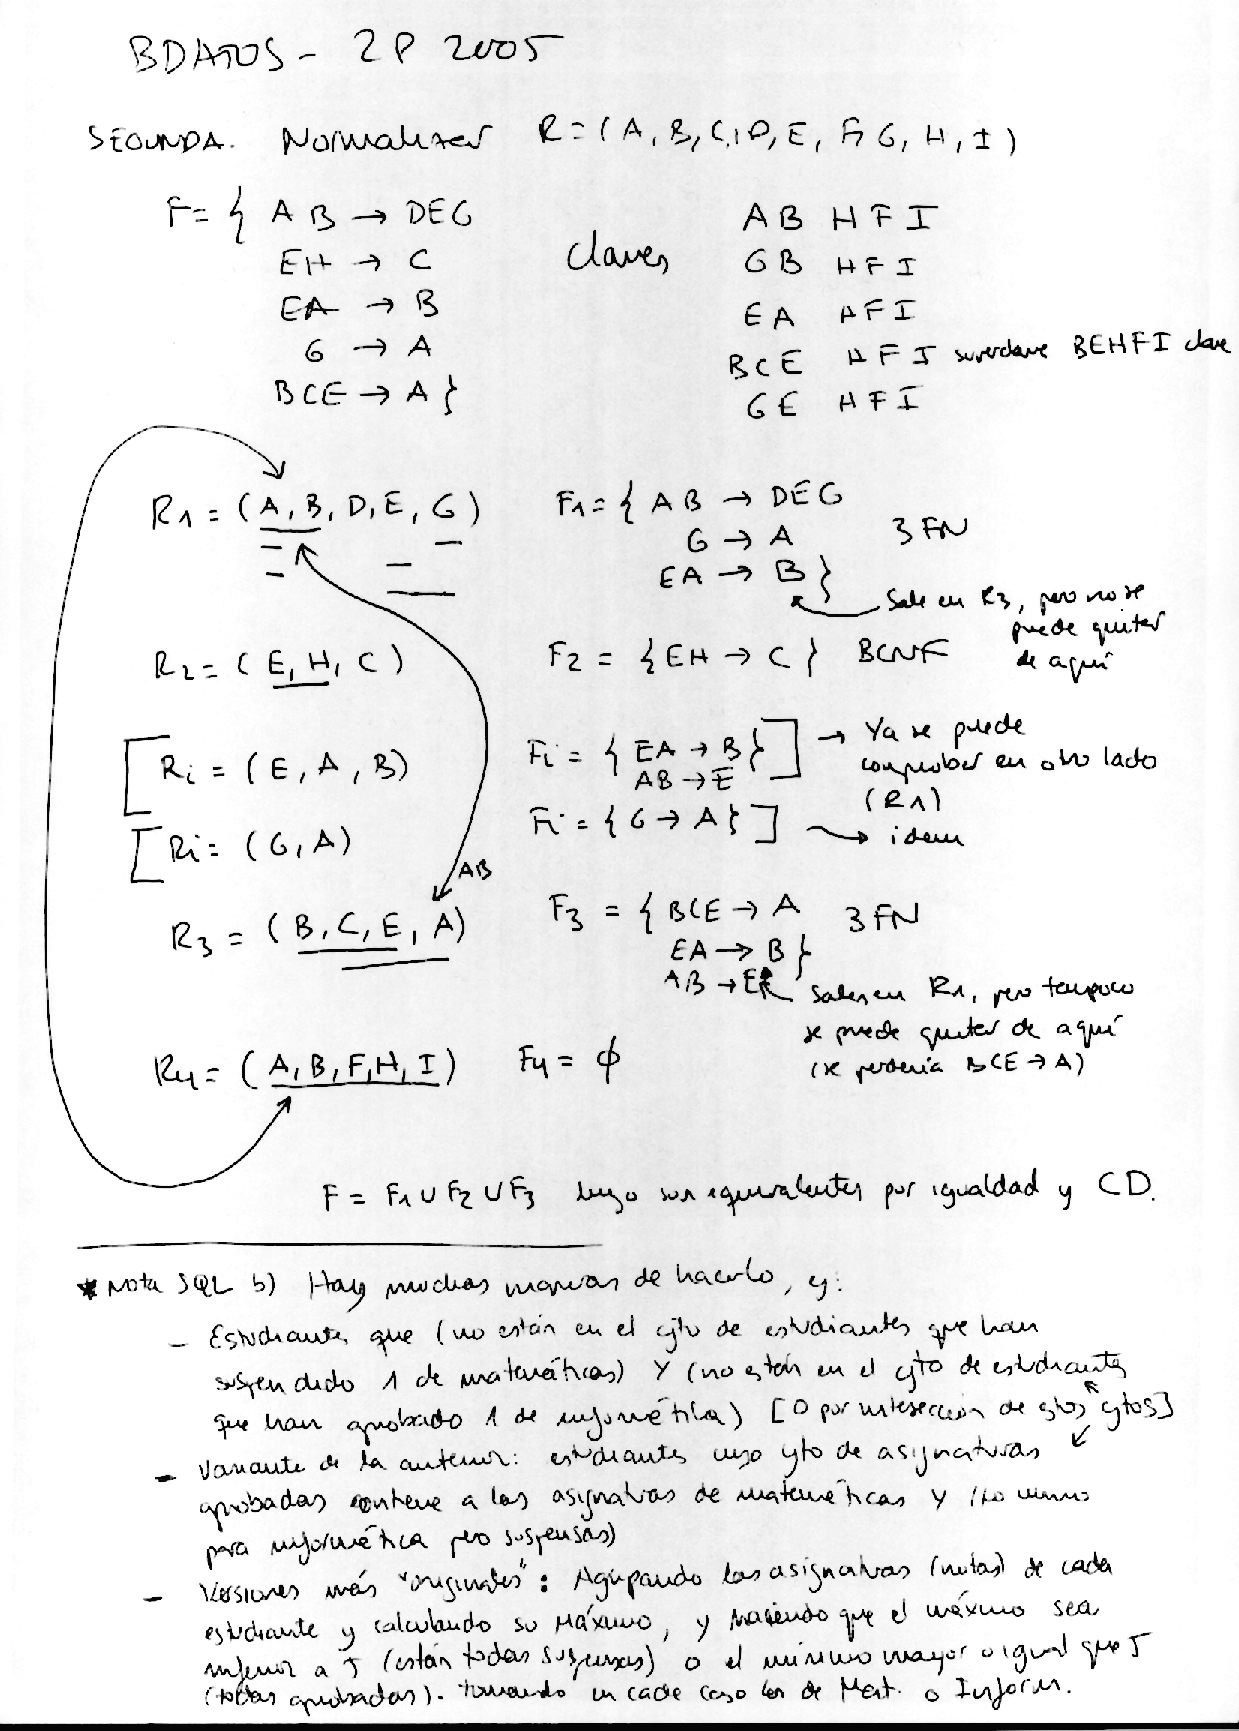 BDATOS - 2P 2005
SEGUNDA. Normalizar R=(A, B, C, D, E, F, G, H, I)
F= { AB → DEG
EH → C
EA → B
G → A
BCE → A }
Claves
AB HFI
GB HFI
EA HFI
BCE HFI superclave BEHFI clave
GE HFI
R1 = (A, B, D, E, G)
F1 = { AB → DEG
G → A
EA → B }
3FN
Sale en R3, pero no se
puede quitar
de aquí
R2 = (E, H, C)
F2 = {EH → C} BCNF
[Ri = (E, A, B)
Fi = {EA → B}
AB → E ]
→ Ya se puede
comprobar en otro lado
(R1)
[Ri = (G, A)
Fi = {G → A} ] → idem
AB
R3 = (B, C, E, A)
F3 = {BCE → A
EA → B }
AB → E
3FN
Sale en R1, pero tampoco
se puede quitar de aquí
(se perdería BCE → A)
R4 = (A, B, F, H, I)
F4 = ϕ
F = F1 ∪ F2 ∪ F3 luego son equivalentes por igualdad y CD.
* Nota SQL b) Hay muchas maneras de hacerlo, ej:
- Estudiantes que (no están en el cjto de estudiantes que han
suspendido 1 de matemáticas) Y (no están en el cjto de estudiantes
que han aprobado 1 de informática) [O por intersección de estos cjtos]
- Variante de la anterior: estudiantes cuyo cjto de asignaturas
aprobadas contiene a las asignatras de matemáticas Y (lo mismo
para informática pero suspensas)
- Versiones más "originales": Agrupando las asignatras (notas) de cada
estudiante y calculando su máximo, y haciendo que el máximo sea
inferior a 5 (están todas suspensas) o el mínimo mayor o igual que 5
(todas aprobadas). tomando en cada caso las de Mat. o Inform.